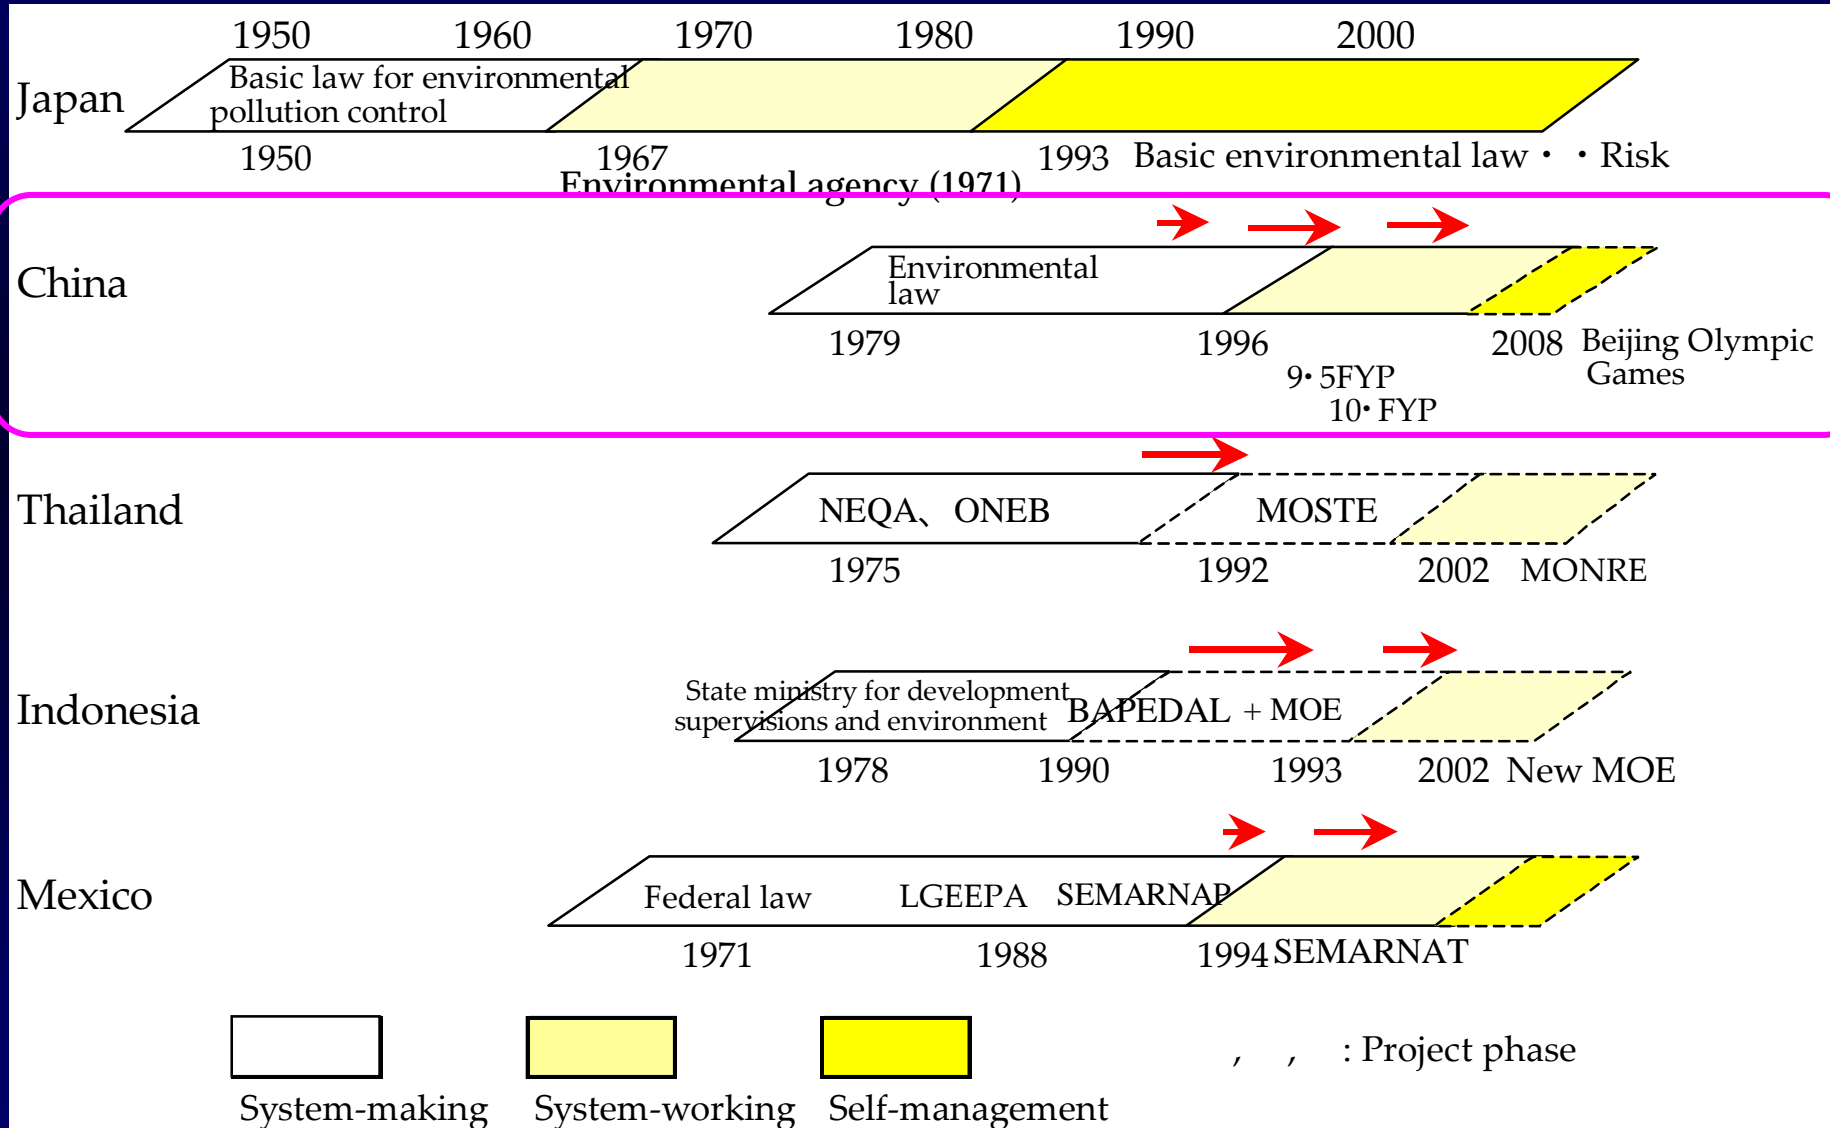 1950 1960 1970 1980 1990 2000
Japan
Basic law for environmental
pollution control
1950 1967 1993 Basic environmental law・・Risk
Environmental agency (1971)
China
Environmental
law
1979 1996 2008 Beijing Olympic
Games
9・5FYP
10・FYP
Thailand
NEQA、ONEB MOSTE
1975 1992 2002 MONRE
Indonesia
State ministry for development
supervisions and environment
BAPEDAL + MOE
1978 1990 1993 2002 New MOE
Mexico
Federal law LGEEPA SEMARNAP
1971 1988 1994 SEMARNAT
, , : Project phase
System-making System-working Self-management